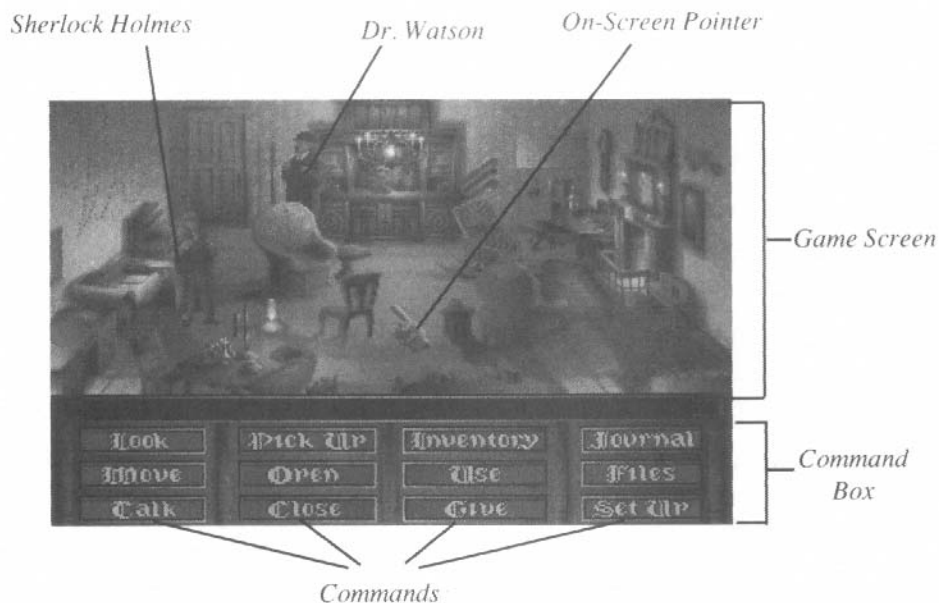 Sherlock Holmes
Dr. Watson
On-Screen Pointer
Game Screen
Look Pick Up Inventory Journal
Move Open Use Files
Talk Close Give Set Up
Command
Box
Commands